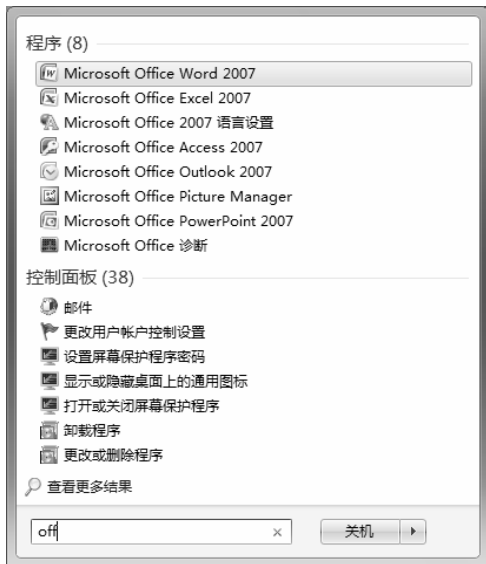 程序 (8)
Microsoft Office Word 2007
Microsoft Office Excel 2007
Microsoft Office 2007 语言设置
Microsoft Office Access 2007
Microsoft Office Outlook 2007
Microsoft Office Picture Manager
Microsoft Office PowerPoint 2007
Microsoft Office 诊断
控制面板 (38)
邮件
更改用户帐户控制设置
设置屏幕保护程序密码
显示或隐藏桌面上的通用图标
打开或关闭屏幕保护程序
卸载程序
更改或删除程序
查看更多结果
off
关机